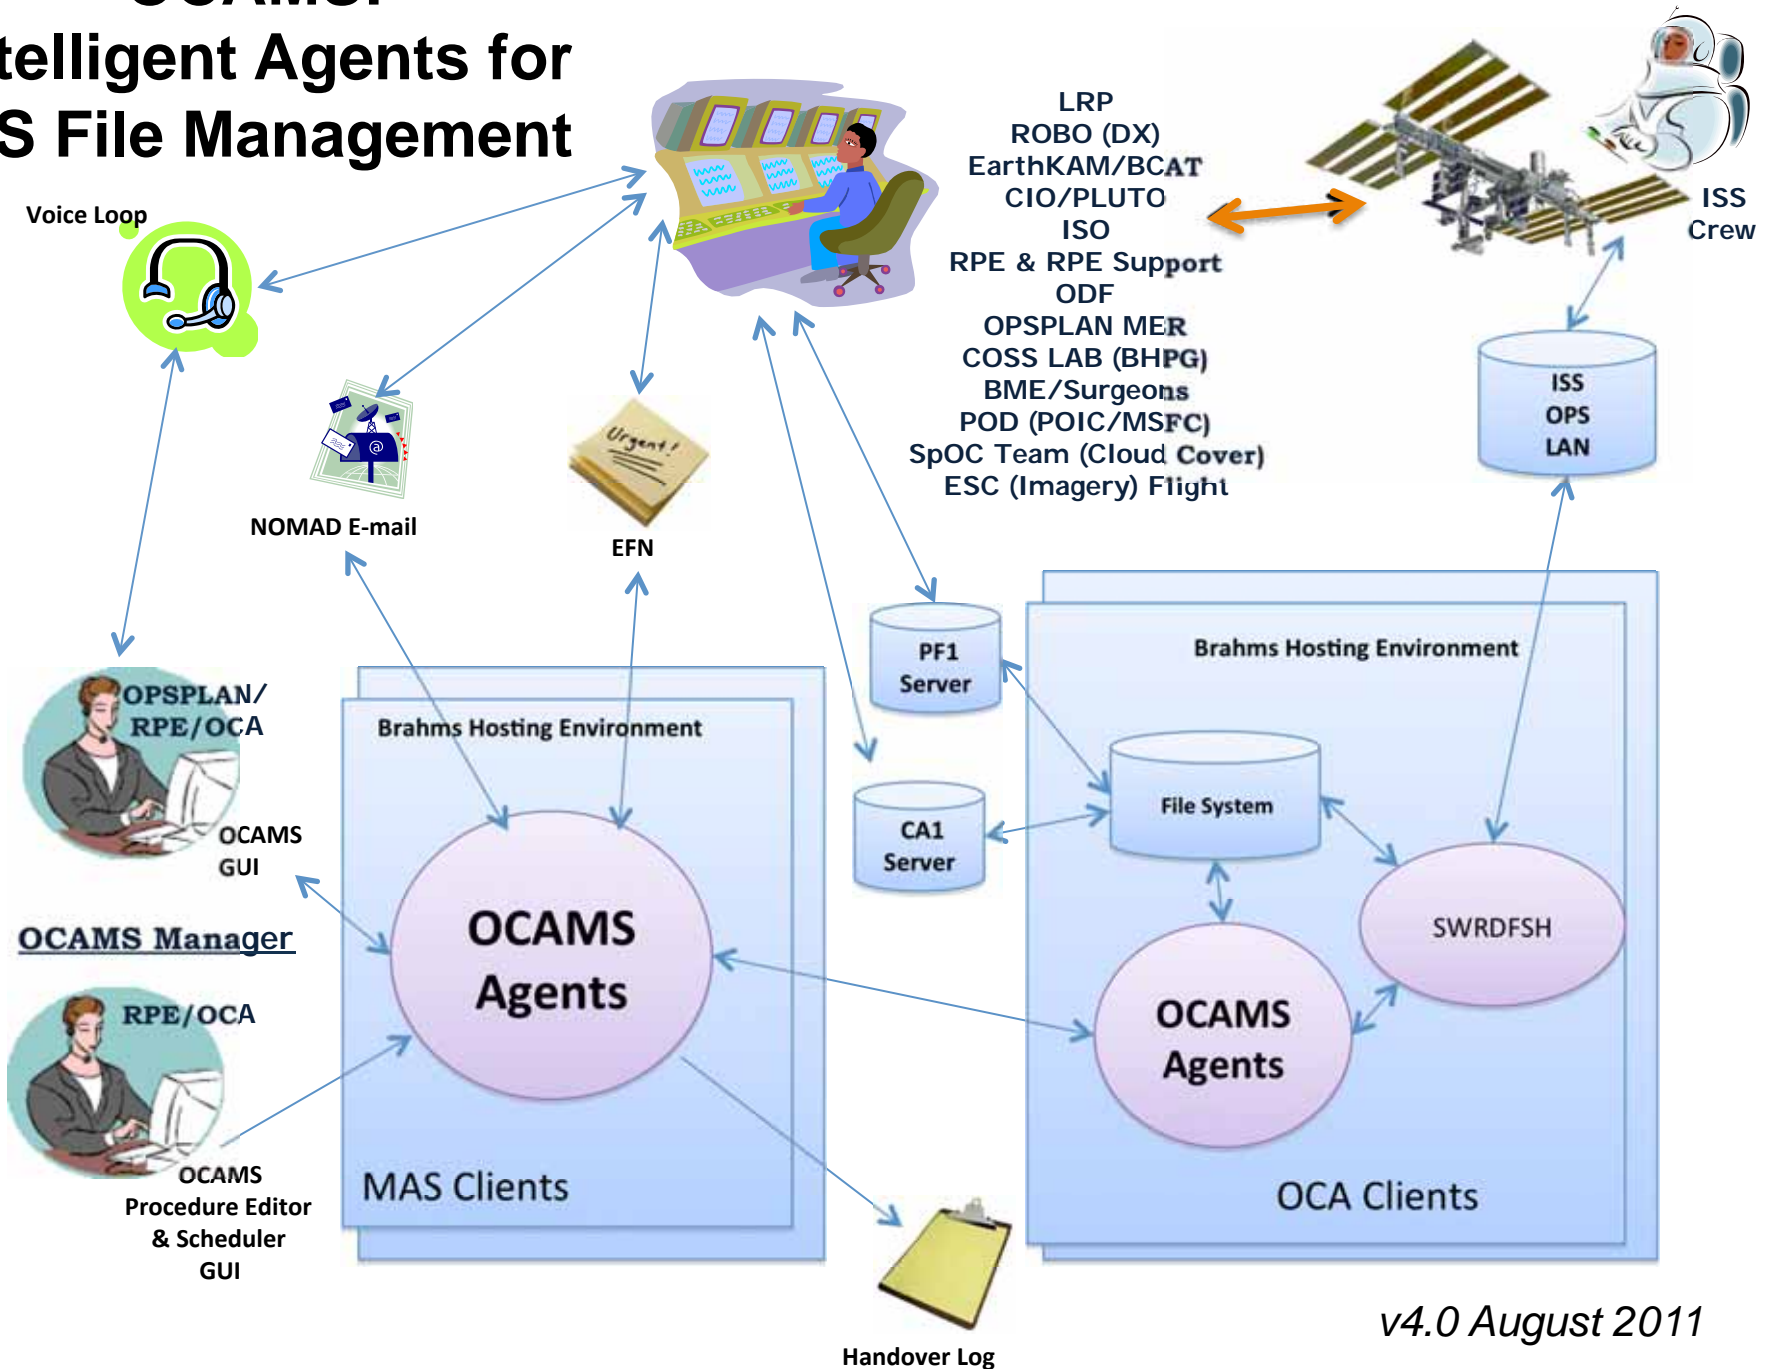 OCAMS:
telligent Agents for
S File Management
Voice Loop
LRP
ROBO (DX)
EarthKAM/BCAT
CIO/PLUTO
ISO
RPE & RPE Support
ODF
OPSPLAN MER
COSS LAB (BHPG)
BME/Surgeons
POD (POIC/MSFC)
SpOC Team (Cloud Cover)
ESC (Imagery) Flight
ISS
Crew
ISS
OPS
LAN
@
NOMAD E-mail
Urgent!
EFN
OPSPLAN/
RPE/OCA
OCAMS
GUI
OCAMS Manager
RPE/OCA
OCAMS
Procedure Editor
& Scheduler
GUI
Brahms Hosting Environment
OCAMS
Agents
MAS Clients
PF1
Server
CA1
Server
Brahms Hosting Environment
File System
SWRDFSH
OCAMS
Agents
OCA Clients
Handover Log
v4.0 August 2011